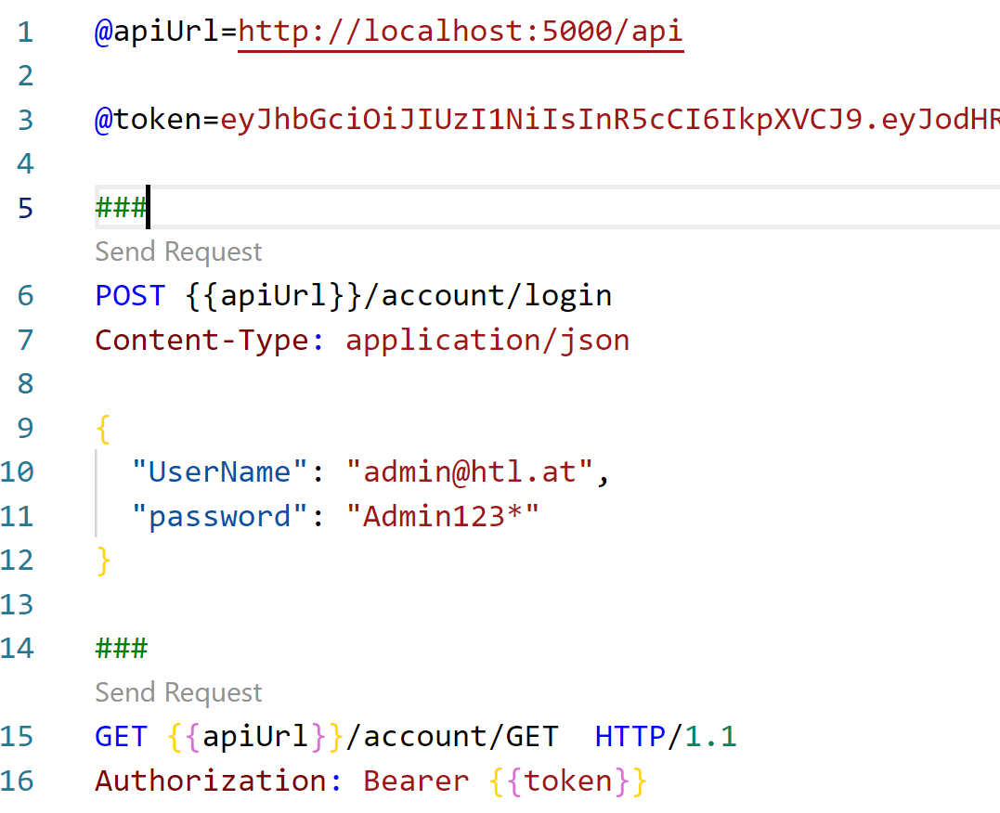 1 @apiUrl=http://localhost:5000/api
2
3 @token=eyJhbGciOiJIUzI1NiIsInR5cCI6IkpXVCJ9.eyJodHR
4
5 ###
Send Request
6 POST {{apiUrl}}/account/login
7 Content-Type: application/json
8
9 {
10 "UserName": "admin@htl.at",
11 "password": "Admin123*"
12 }
13
14 ###
Send Request
15 GET {{apiUrl}}/account/GET  HTTP/1.1
16 Authorization: Bearer {{token}}